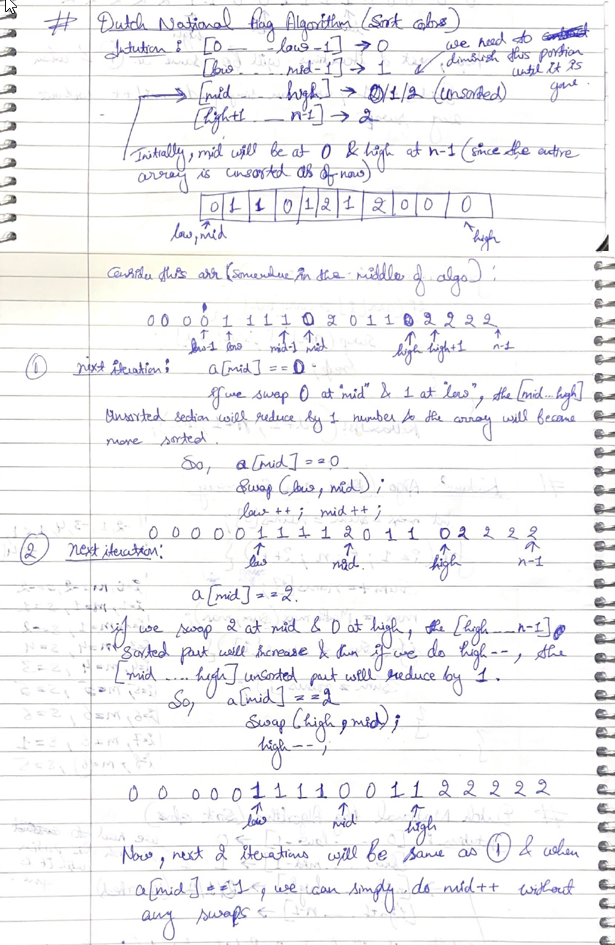 # Dutch National flag Algorithm (Sort colors)
Intution : [0 - - - low-1] → 0
[low ... mid-1] → 1
[mid ... high] → 0/1/2 (unsorted)
[high+1 ... n-1] → 2
we need to
diminish this portion
until it is
gone.
Initially, mid will be at 0 & high at n-1 (since the entire
array is unsorted as of now)
0 1 1 0 1 2 1 2 0 0 0
low, mid
high
Consider this arr (somewhere in the middle of algo) :
0 0 0 0 1 1 1 1 0 2 0 1 1 0 2 2 2 2
low-1 low mid-1 mid high high+1 n-1
① next iteration: a[mid] == 0
if we swap 0 at "mid" & 1 at "low", the [mid...high]
unsorted section will reduce by 1 number so the array will become
more sorted.
So, a[mid] == 0
Swap (low, mid) ;
low ++ ; mid ++ ;
0 0 0 0 0 1 1 1 1 2 0 1 1 0 2 2 2 2
low mid high n-1
② next iteration:
a[mid] == 2.
if we swap 2 at mid & 0 at high, the [high ... n-1]
Sorted part will increase & then if we do high--, the
[mid .... high] unsorted part will reduce by 1.
So, a[mid] == 2
Swap (high, mid) ;
high-- ;
0 0 0 0 0 1 1 1 1 0 0 1 1 2 2 2 2 2
low mid high
Now, next 2 iterations will be same as ① & when
a[mid] == 1, we can simply do mid++ without
any swaps